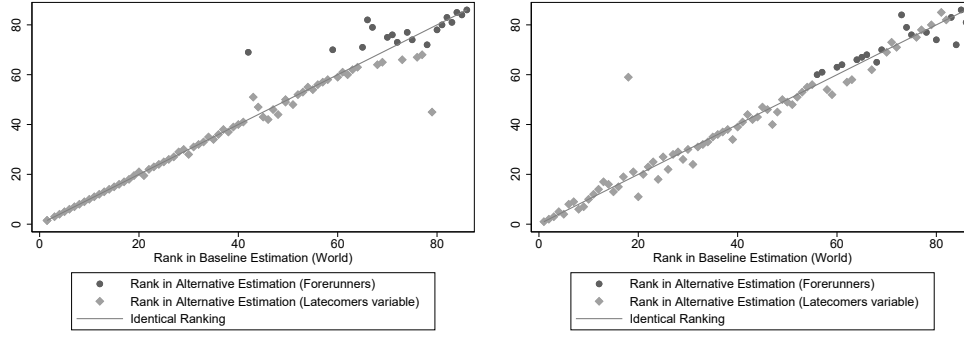 80
60
40
20
0
0 20 40 60 80
Rank in Baseline Estimation (World)
Rank in Alternative Estimation (Forerunners)
Rank in Alternative Estimation (Latecomers variable)
Identical Ranking
80
60
40
20
0
0 20 40 60 80
Rank in Baseline Estimation (World)
Rank in Alternative Estimation (Forerunners)
Rank in Alternative Estimation (Latecomers variable)
Identical Ranking